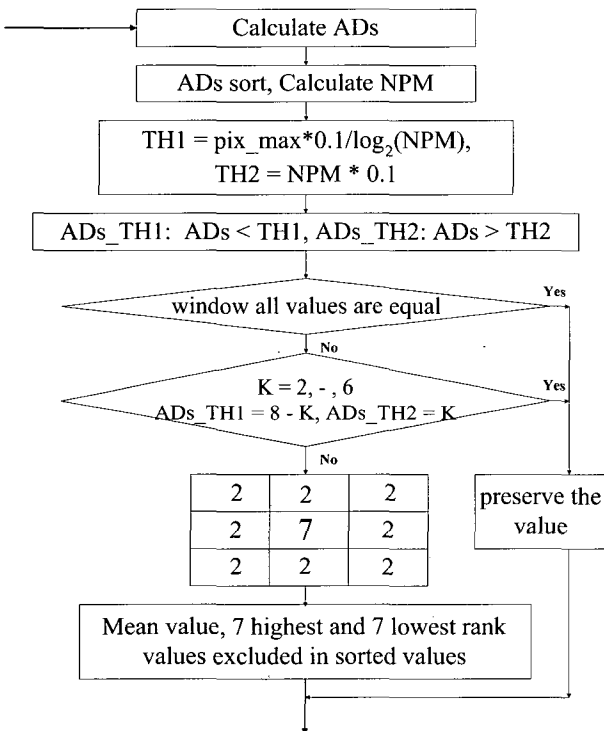 Calculate ADs
ADs sort, Calculate NPM
TH1 = pix_max*0.1/log₂(NPM),
TH2 = NPM * 0.1
ADs_TH1: ADs < TH1, ADs_TH2: ADs > TH2
window all values are equal
Yes
No
K = 2, - , 6
ADs_TH1 = 8 - K, ADs_TH2 = K
Yes
No
2 2 2
2 7 2
2 2 2
preserve the
value
Mean value, 7 highest and 7 lowest rank
values excluded in sorted values